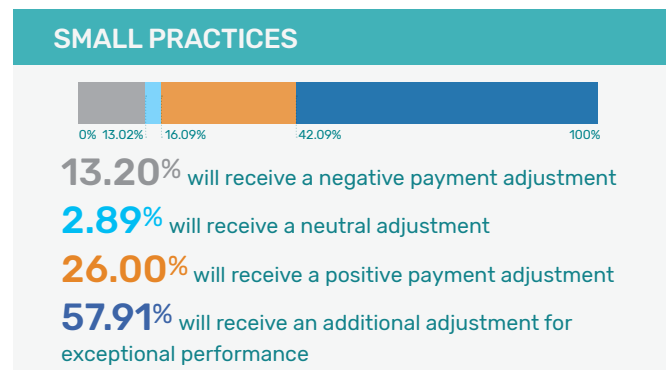 SMALL PRACTICES
0% 13.02% 16.09% 42.09% 100%
13.20% will receive a negative payment adjustment
2.89% will receive a neutral adjustment
26.00% will receive a positive payment adjustment
57.91% will receive an additional adjustment for
exceptional performance